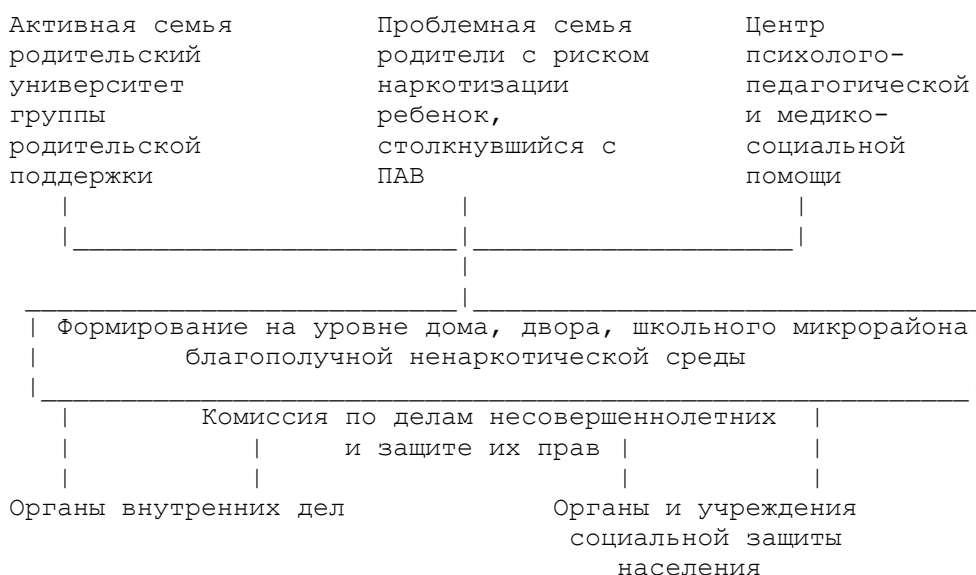 Активная семья
родительский
университет
группы
родительской
поддержки
Проблемная семья
родители с риском
наркотизации
ребенок,
столкнувшийся с
ПАВ
Центр
психолого-
педагогической
и медико-
социальной
помощи
Формирование на уровне дома, двора, школьного микрорайона
благополучной ненаркотической среды
Комиссия по делам несовершеннолетних
и защите их прав
Органы внутренних дел
Органы и учреждения
социальной защиты
населения